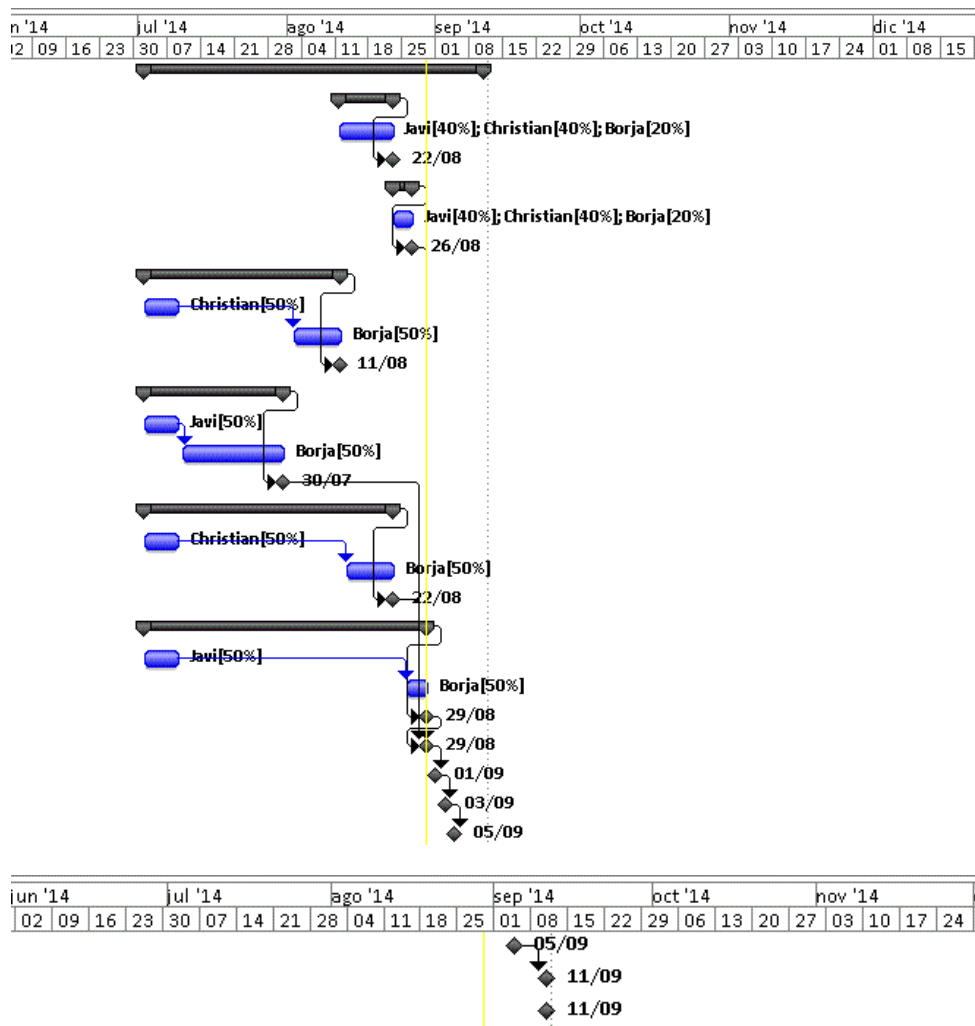 n '14 jul '14 ago '14 sep '14 oct '14 nov '14 dic '14
02 09 16 23 30 07 14 21 28 04 11 18 25 01 08 15 22 29 06 13 20 27 03 10 17 24 01 08 15
Javi[40%]; Christian[40%]; Borja[20%]
22/08
Javi[40%]; Christian[40%]; Borja[20%]
26/08
Christian[50%]
Borja[50%]
11/08
Javi[50%]
Borja[50%]
30/07
Christian[50%]
Borja[50%]
22/08
Javi[50%]
Borja[50%]
29/08
29/08
01/09
03/09
05/09
jun '14 jul '14 ago '14 sep '14 oct '14 nov '14
02 09 16 23 30 07 14 21 28 04 11 18 25 01 08 15 22 29 06 13 20 27 03 10 17 24
05/09
11/09
11/09